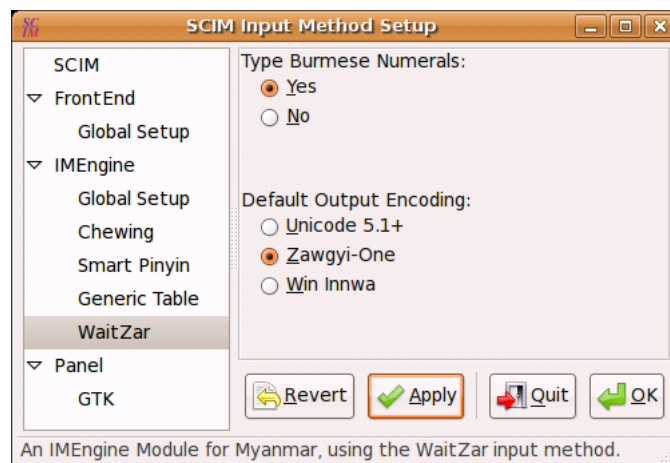 SCIM
SCIM Input Method Setup
SCIM
FrontEnd
Global Setup
IMEngine
Global Setup
Chewing
Smart Pinyin
Generic Table
WaitZar
Panel
GTK
Type Burmese Numerals:
Yes
No
Default Output Encoding:
Unicode 5.1+
Zawgyi-One
Win Innwa
Revert
Apply
Quit
OK
An IMEngine Module for Myanmar, using the WaitZar input method.